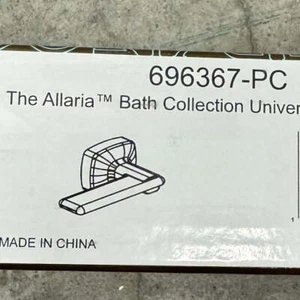 696367-PC
The Allaria™ Bath Collection Univer
MADE IN CHINA